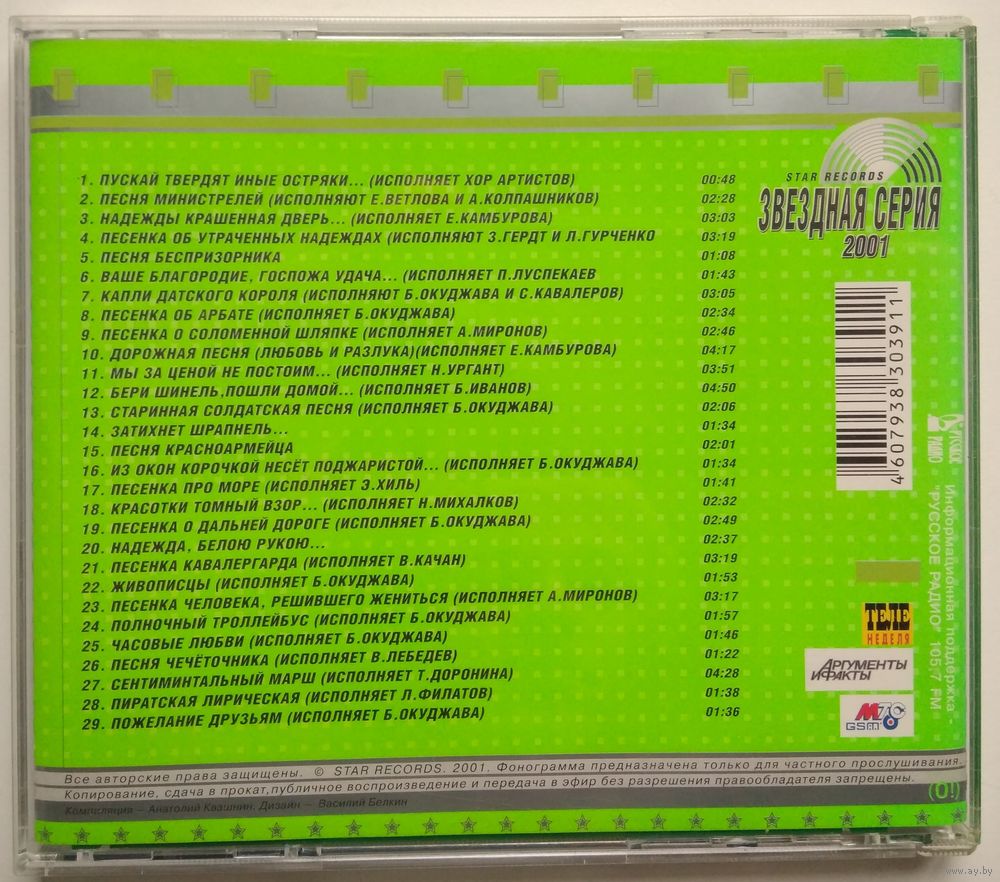 STAR RECORDS
ЗВЕЗДНАЯ СЕРИЯ
2001
1. ПУСКАЙ ТВЕРДЯТ ИНЫЕ ОСТРЯКИ... (ИСПОЛНЯЕТ ХОР АРТИСТОВ) 00:48
2. ПЕСНЯ МИНИСТРЕЛЕЙ (ИСПОЛНЯЮТ Е.ВЕТЛОВА И А.КОЛПАШНИКОВ) 02:28
3. НАДЕЖДЫ КРАШЕННАЯ ДВЕРЬ... (ИСПОЛНЯЕТ Е.КАМБУРОВА) 03:03
4. ПЕСЕНКА ОБ УТРАЧЕННЫХ НАДЕЖДАХ (ИСПОЛНЯЮТ З.ГЕРДТ И Л.ГУРЧЕНКО 03:19
5. ПЕСНЯ БЕСПРИЗОРНИКА 01:08
6. ВАШЕ БЛАГОРОДИЕ, ГОСПОЖА УДАЧА... (ИСПОЛНЯЕТ П.ЛУСПЕКАЕВ 01:43
7. КАПЛИ ДАТСКОГО КОРОЛЯ (ИСПОЛНЯЮТ Б.ОКУДЖАВА И С.КАВАЛЕРОВ) 03:05
8. ПЕСЕНКА ОБ АРБАТЕ (ИСПОЛНЯЕТ Б.ОКУДЖАВА) 02:34
9. ПЕСЕНКА О СОЛОМЕННОЙ ШЛЯПКЕ (ИСПОЛНЯЕТ А.МИРОНОВ) 02:46
10. ДОРОЖНАЯ ПЕСНЯ (ЛЮБОВЬ И РАЗЛУКА)(ИСПОЛНЯЕТ Е.КАМБУРОВА) 04:17
11. МЫ ЗА ЦЕНОЙ НЕ ПОСТОИМ... (ИСПОЛНЯЕТ Н.УРГАНТ) 03:51
12. БЕРИ ШИНЕЛЬ,ПОШЛИ ДОМОЙ... (ИСПОЛНЯЕТ Б.ИВАНОВ) 04:50
13. СТАРИННАЯ СОЛДАТСКАЯ ПЕСНЯ (ИСПОЛНЯЕТ Б.ОКУДЖАВА) 02:06
14. ЗАТИХНЕТ ШРАПНЕЛЬ... 01:34
15. ПЕСНЯ КРАСНОАРМЕЙЦА 02:01
16. ИЗ ОКОН КОРОЧКОЙ НЕСЁТ ПОДЖАРИСТОЙ... (ИСПОЛНЯЕТ Б.ОКУДЖАВА) 01:34
17. ПЕСЕНКА ПРО МОРЕ (ИСПОЛНЯЕТ Э.ХИЛЬ) 01:41
18. КРАСОТКИ ТОМНЫЙ ВЗОР... (ИСПОЛНЯЕТ Н.МИХАЛКОВ) 02:32
19. ПЕСЕНКА О ДАЛЬНЕЙ ДОРОГЕ (ИСПОЛНЯЕТ Б.ОКУДЖАВА) 02:49
20. НАДЕЖДА, БЕЛОЮ РУКОЮ... 02:37
21. ПЕСЕНКА КАВАЛЕРГАРДА (ИСПОЛНЯЕТ В.КАЧАН) 03:19
22. ЖИВОПИСЦЫ (ИСПОЛНЯЕТ Б.ОКУДЖАВА) 01:53
23. ПЕСЕНКА ЧЕЛОВЕКА, РЕШИВШЕГО ЖЕНИТЬСЯ (ИСПОЛНЯЕТ А.МИРОНОВ) 03:17
24. ПОЛНОЧНЫЙ ТРОЛЛЕЙБУС (ИСПОЛНЯЕТ Б.ОКУДЖАВА) 01:57
25. ЧАСОВЫЕ ЛЮБВИ (ИСПОЛНЯЕТ Б.ОКУДЖАВА) 01:46
26. ПЕСНЯ ЧЕЧЁТОЧНИКА (ИСПОЛНЯЕТ В.ЛЕБЕДЕВ) 01:22
27. СЕНТИМИНТАЛЬНЫЙ МАРШ (ИСПОЛНЯЕТ Т.ДОРОНИНА) 04:28
28. ПИРАТСКАЯ ЛИРИЧЕСКАЯ (ИСПОЛНЯЕТ Л.ФИЛАТОВ) 01:38
29. ПОЖЕЛАНИЕ ДРУЗЬЯМ (ИСПОЛНЯЕТ Б.ОКУДЖАВА) 01:36
4607938303911
РУССКОЕ
РАДИО
Информационная поддержка -
"РУССКОЕ РАДИО" 105,7 FM
ТЕЛЕ
НЕДЕЛЯ
АРГУМЕНТЫ
И ФАКТЫ
МТС
GSM
Все авторские права защищены. © STAR RECORDS. 2001. Фонограмма предназначена только для частного прослушивания.
Копирование, сдача в прокат,публичное воспроизведение и передача в эфир без разрешения правообладателя запрещены.
Компиляция – Анатолий Квашнин. Дизайн – Василий Белкин
(0!)
www.ay.by